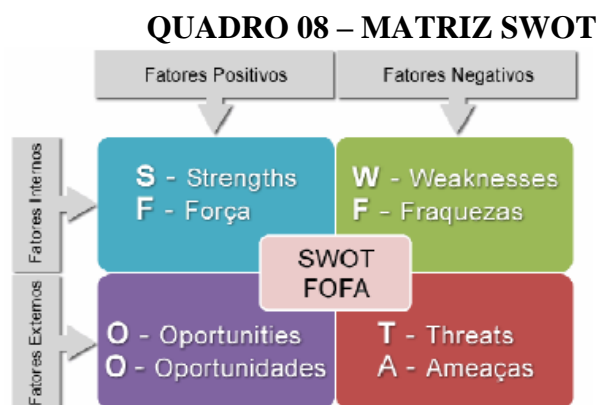 QUADRO 08 – MATRIZ SWOT
Fatores Positivos
Fatores Negativos
Fatores Internos
S - Strengths
F - Força
W - Weaknesses
F - Fraquezas
SWOT
FOFA
Fatores Externos
O - Oportunities
O - Oportunidades
T - Threats
A - Ameaças